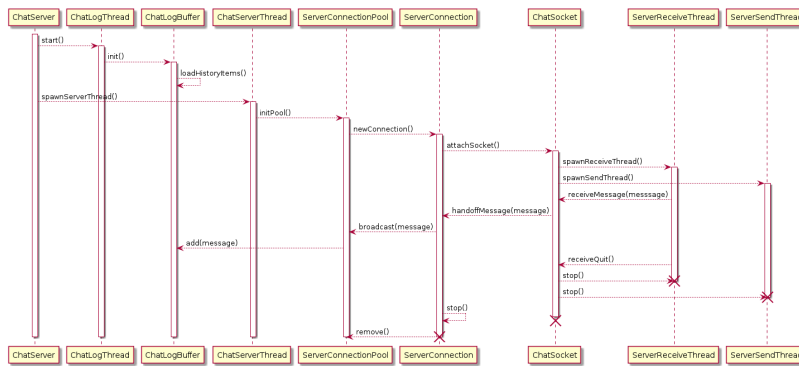 ChatServer ChatLogThread ChatLogBuffer ChatServerThread ServerConnectionPool ServerConnection ChatSocket ServerReceiveThread ServerSendThread
start()
init()
loadHistoryItems()
spawnServerThread()
initPool()
newConnection()
attachSocket()
spawnReceiveThread()
spawnSendThread()
receiveMessage(messsage)
handoffMessage(message)
broadcast(message)
add(message)
receiveQuit()
stop()
stop()
stop()
remove()
ChatServer ChatLogThread ChatLogBuffer ChatServerThread ServerConnectionPool ServerConnection ChatSocket ServerReceiveThread ServerSendThread